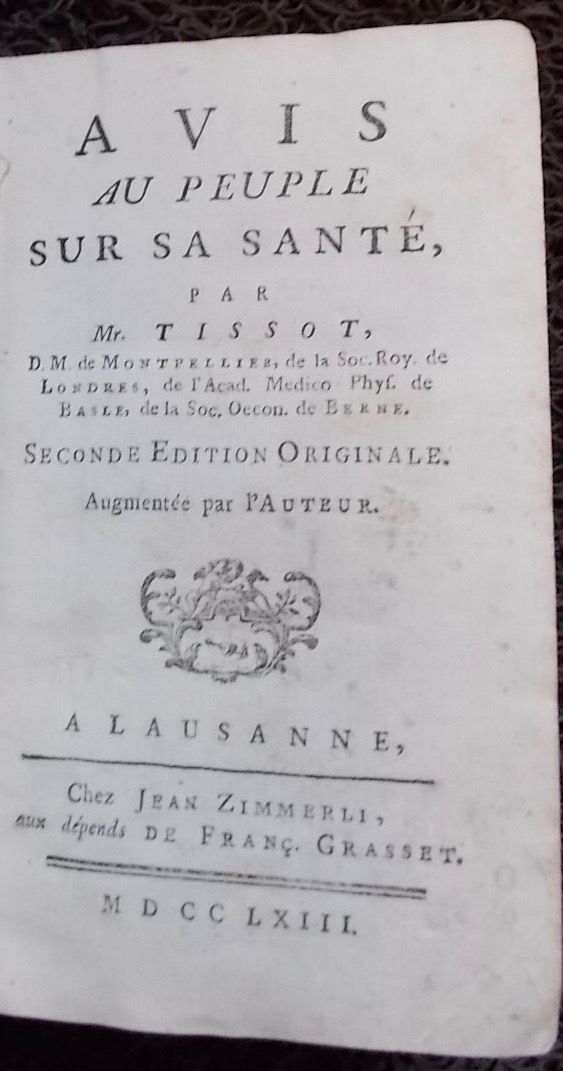 AVIS
AU PEUPLE
SUR SA SANTÉ,
PAR
Mr. TISSOT,
D. M. de MONTPELLIER, de la Soc. Roy. de
LONDRES, de l'Acad. Medico Phyſ. de
BASLE, de la Soc. Oecon. de BERNE.
SECONDE EDITION ORIGINALE.
Augmentée par l'AUTEUR.
A LAUSANNE,
Chez JEAN ZIMMERLI,
aux dépends DE FRANÇ. GRASSET.
MDCCLXIII.